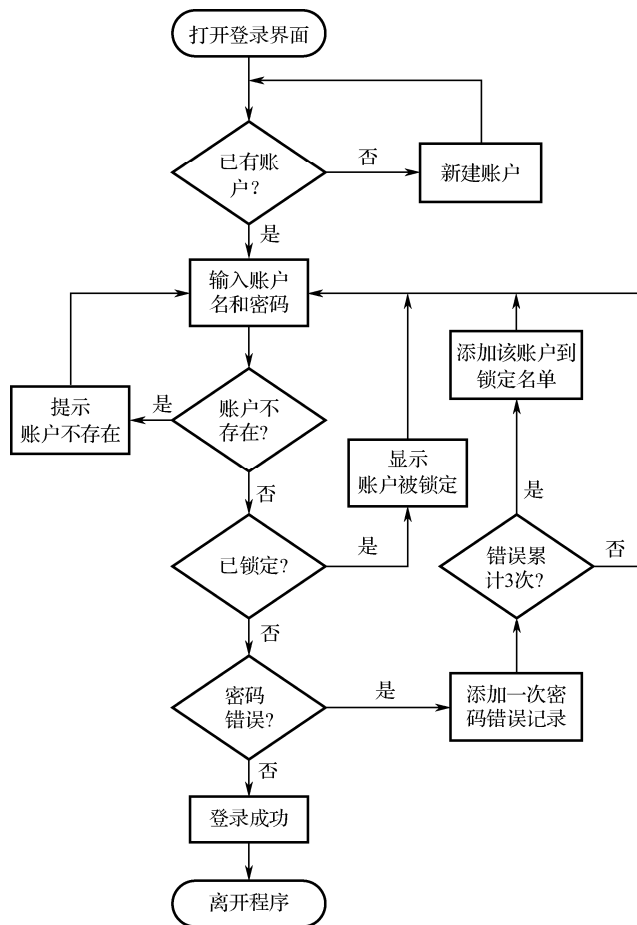 打开登录界面
已有账
户?
否
新建账户
是
输入账户
名和密码
添加该账户到
锁定名单
提示
账户不存在
是
账户不
存在?
显示
账户被锁定
否
是
已锁定?
是
错误累
计3次?
否
否
密码
错误?
是
添加一次密
码错误记录
否
登录成功
离开程序